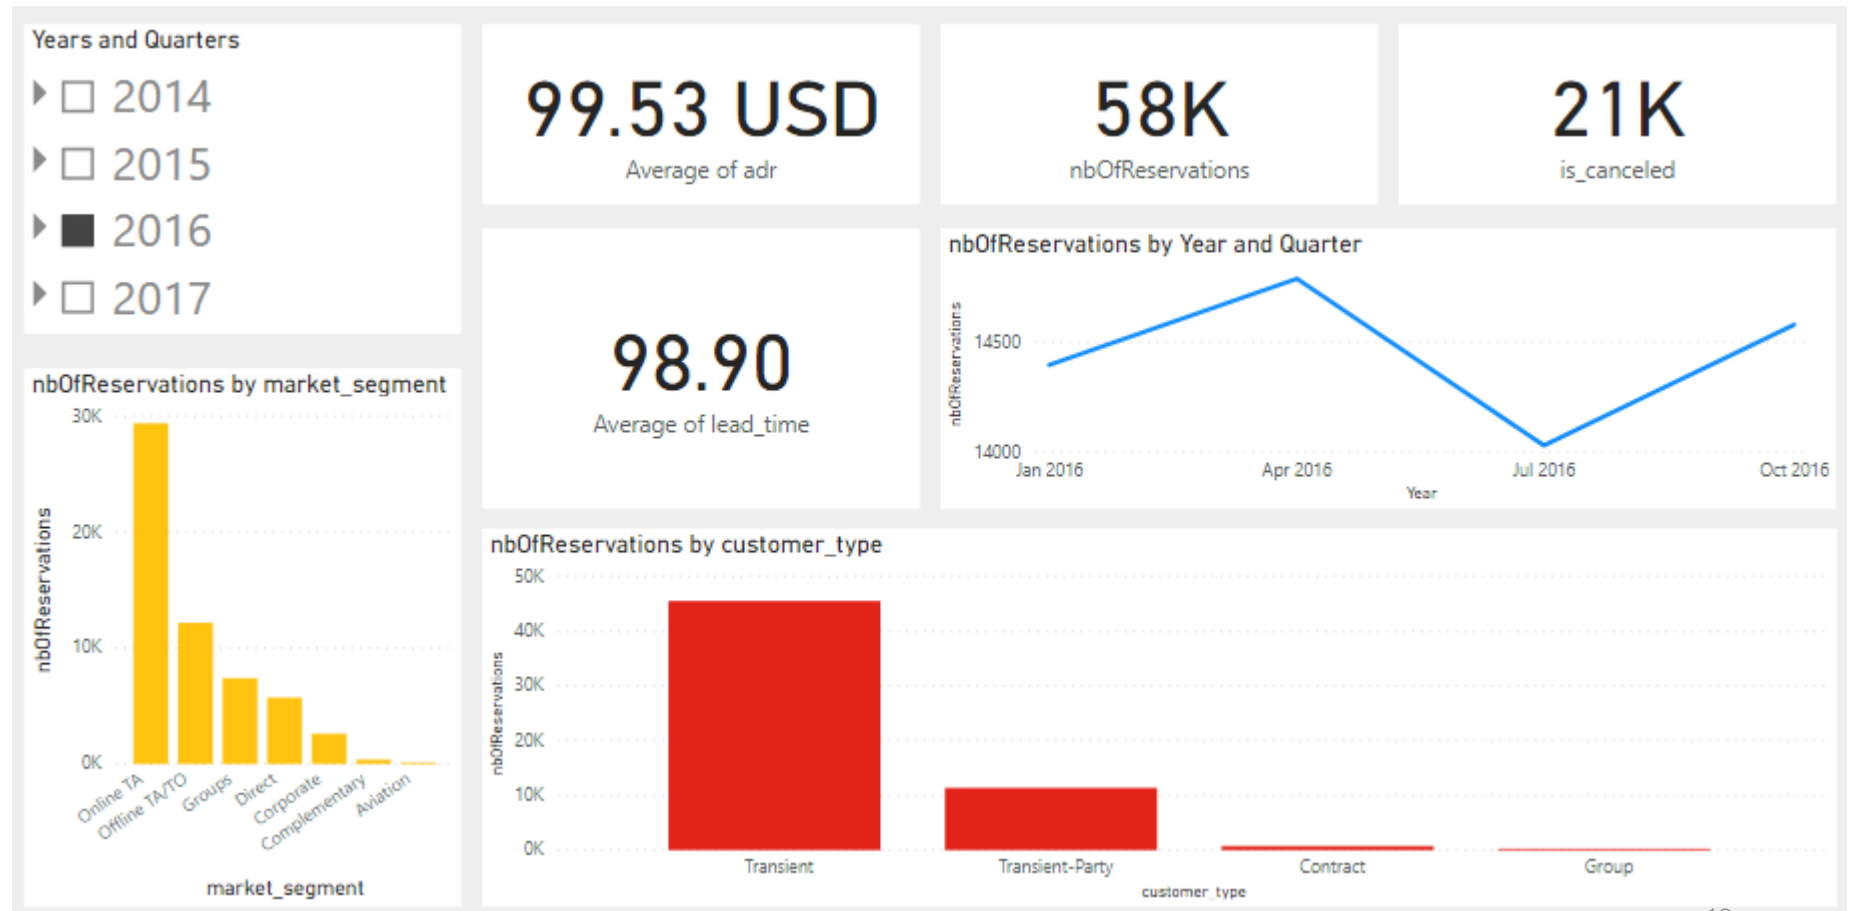 Years and Quarters
2014
2015
2016
2017
99.53 USD
Average of adr
58K
nbOfReservations
21K
is_canceled
98.90
Average of lead_time
nbOfReservations by Year and Quarter
nbOfReservations
14500
14000
Jan 2016
Apr 2016
Jul 2016
Oct 2016
Year
nbOfReservations by market_segment
nbOfReservations
30K
20K
10K
0K
Online TA
Offline TA/TO
Groups
Direct
Corporate
Complementary
Aviation
market_segment
nbOfReservations by customer_type
nbOfReservations
50K
40K
30K
20K
10K
0K
Transient
Transient-Party
Contract
Group
customer_type